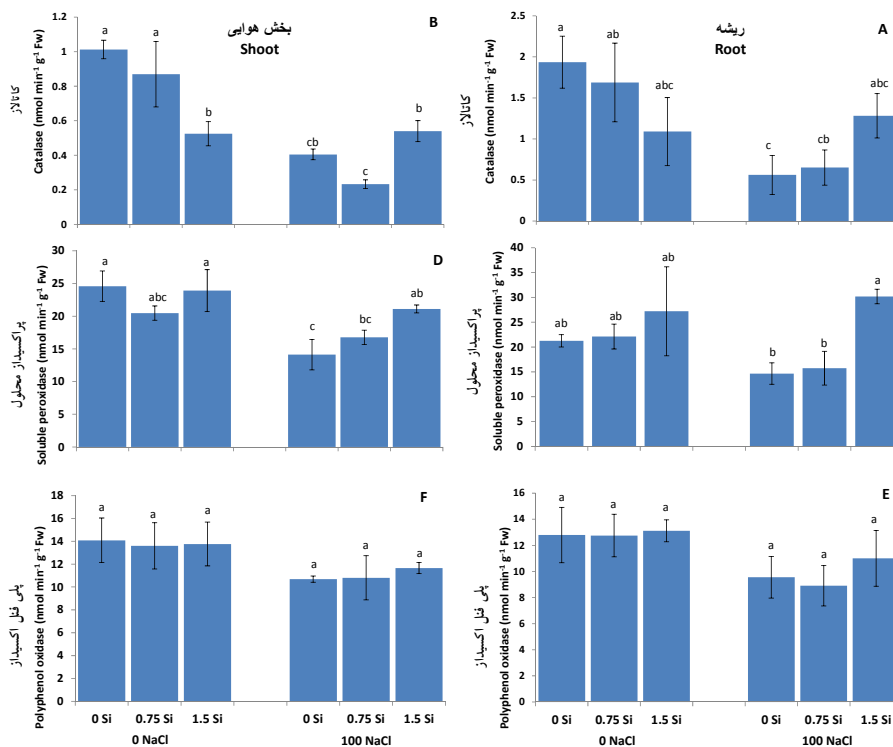 بخش هوایی
Shoot
B
کاتالاز
Catalase (nmol min⁻¹ g⁻¹ Fw)
1.2
1
0.8
0.6
0.4
0.2
0
a
a
b
cb
c
b
ریشه
Root
A
کاتالاز
Catalase (nmol min⁻¹ g⁻¹ Fw)
2.5
2
1.5
1
0.5
0
a
ab
abc
c
cb
abc
D
پراکسیداز محلول
Soluble peroxidase (nmol min⁻¹ g⁻¹ Fw)
30
25
20
15
10
5
0
a
abc
a
c
bc
ab
C
پراکسیداز محلول
Soluble peroxidase (nmol min⁻¹ g⁻¹ Fw)
40
35
30
25
20
15
10
5
0
ab
ab
ab
b
b
a
F
پلی فنل اکسیداز
Polyphenol oxidase (nmol min⁻¹ g⁻¹ Fw)
18
16
14
12
10
8
6
4
2
0
a
a
a
a
a
a
0 Si
0.75 Si
1.5 Si
0 Si
0.75 Si
1.5 Si
0 NaCl
100 NaCl
E
پلی فنل اکسیداز
Polyphenol oxidase (nmol min⁻¹ g⁻¹ Fw)
16
14
12
10
8
6
4
2
0
a
a
a
a
a
a
0 Si
0.75 Si
1.5 Si
0 Si
0.75 Si
1.5 Si
0 NaCl
100 NaCl